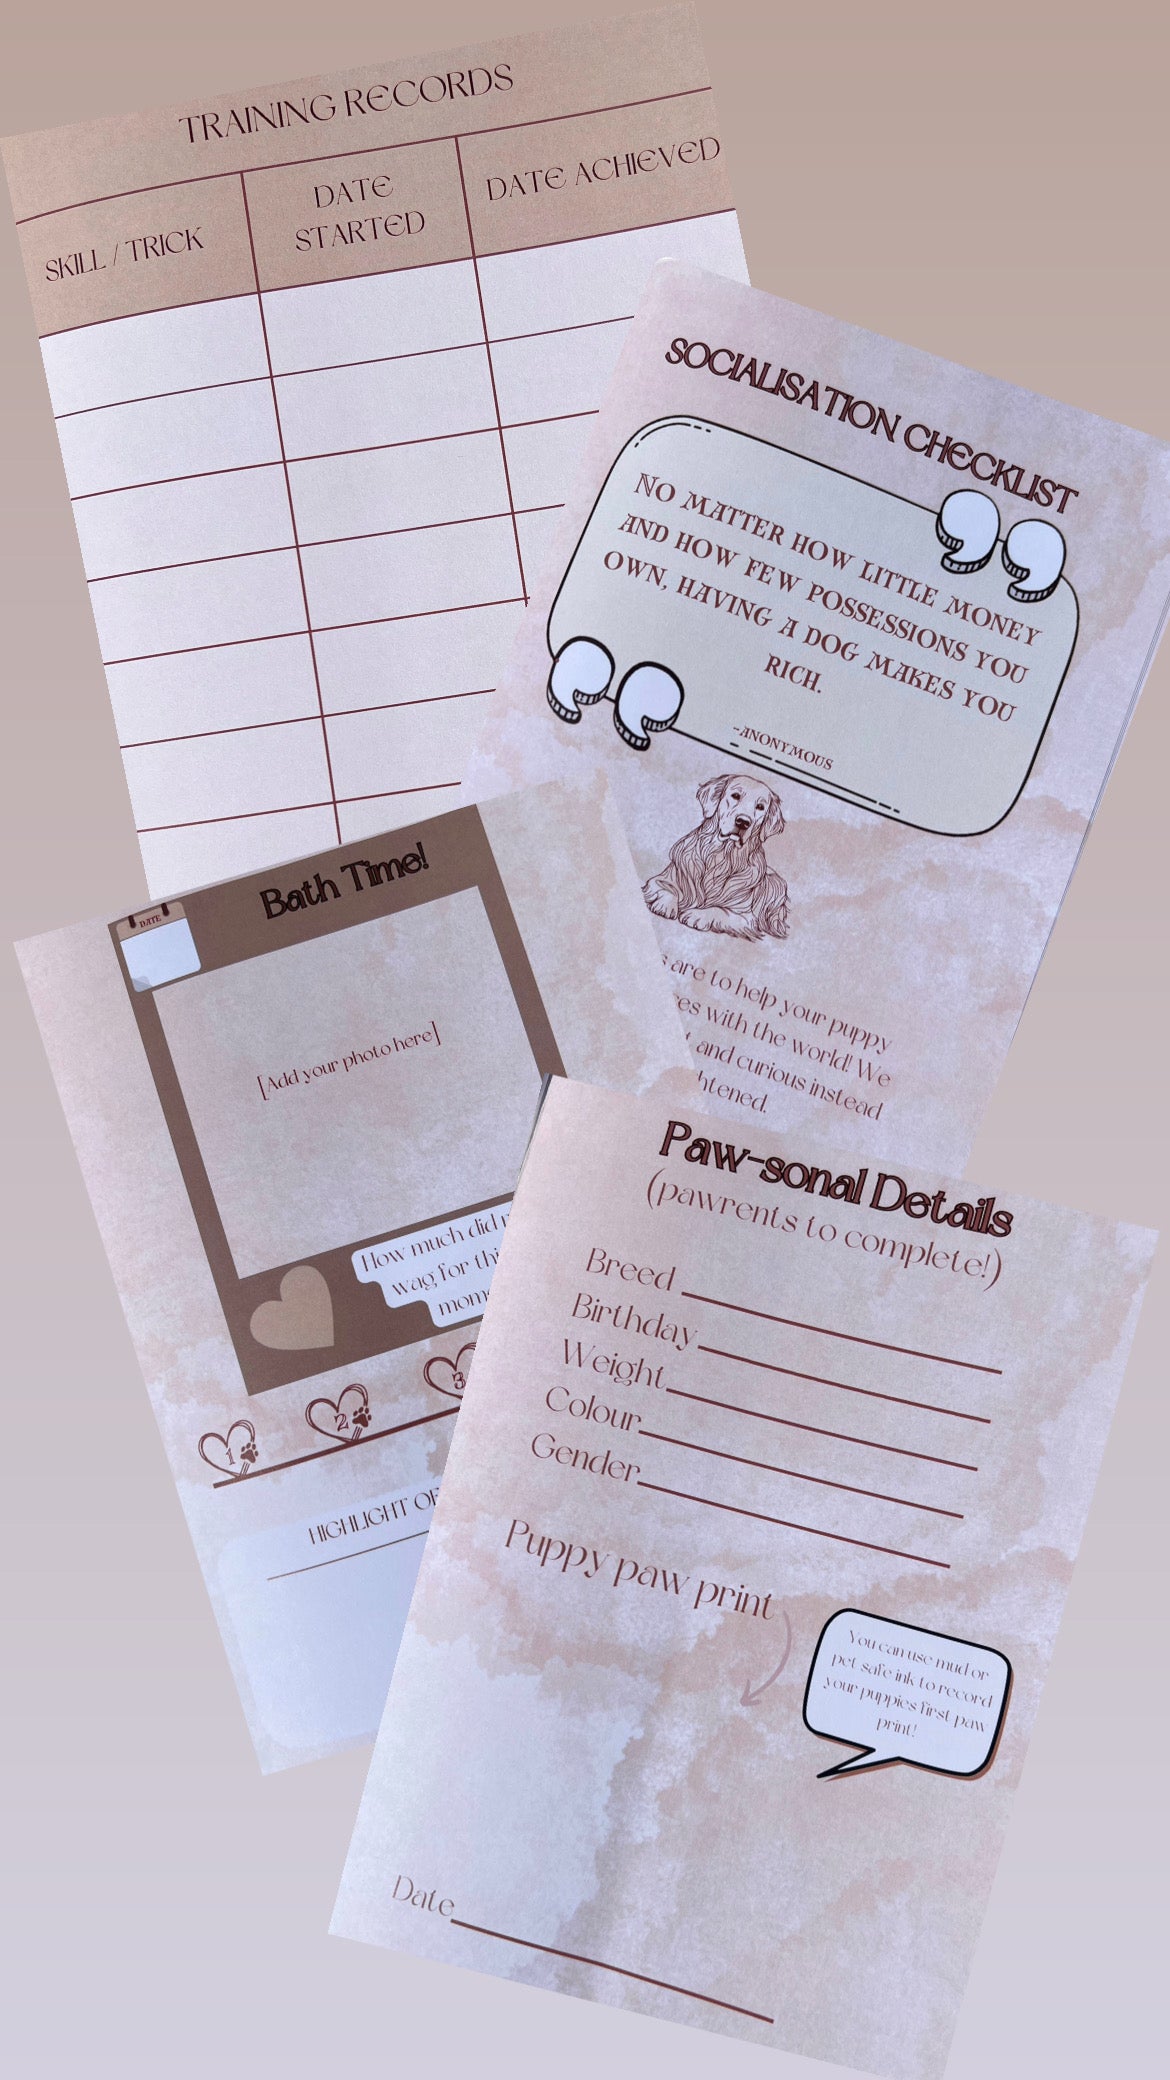 TRAINING RECORDS
SKILL / TRICK
DATE
STARTED
DATE ACHIEVED
SOCIALISATION CHECKLIST
NO MATTER HOW LITTLE MONEY
AND HOW FEW POSSESSIONS YOU
OWN, HAVING A DOG MAKES YOU
RICH.
-ANONYMOUS
are to help your puppy
with the world! We
and curious instead
Bath Time!
DATE
[Add your photo here]
How much did
wag for
1
2
3
HIGHLIGHT OF
Paw-sonal Details
(pawrents to complete!)
Breed
Birthday
Weight
Colour
Gender
Puppy paw print
You can use mud or
pet safe ink to record
your puppies first paw
print!
Date